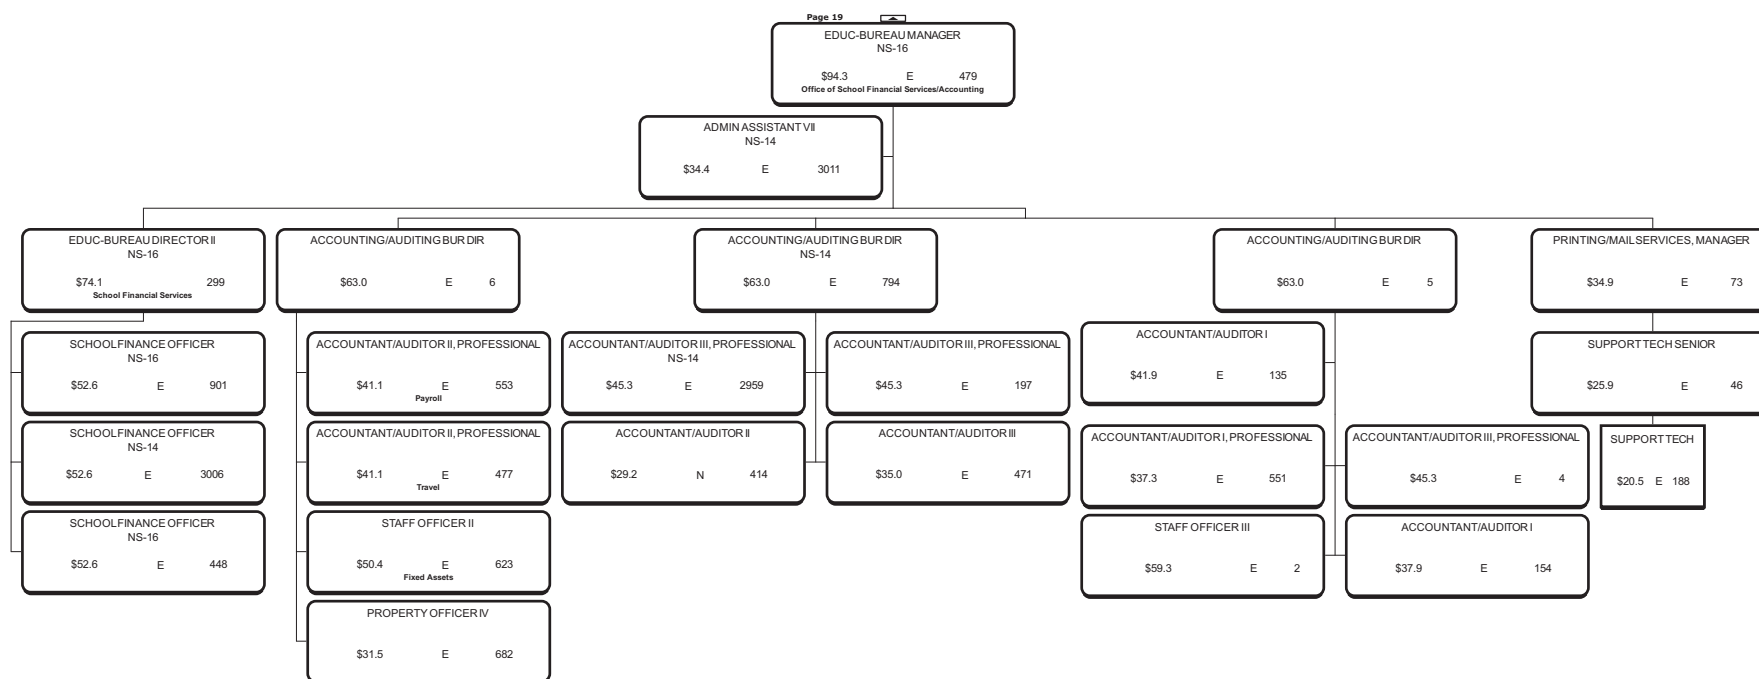 Page 19
EDUC-BUREAU MANAGER
NS-16
$94.3 E 479
Office of School Financial Services/Accounting
ADMIN ASSISTANT VII
NS-14
$34.4 E 3011
EDUC-BUREAU DIRECTOR II
NS-16
$74.1 299
School Financial Services
ACCOUNTING/AUDITING BUR DIR
$63.0 E 6
ACCOUNTING/AUDITING BUR DIR
NS-14
$63.0 E 794
ACCOUNTING/AUDITING BUR DIR
$63.0 E 5
PRINTING/MAIL SERVICES, MANAGER
$34.9 E 73
SCHOOL FINANCE OFFICER
NS-16
$52.6 E 901
SCHOOL FINANCE OFFICER
NS-14
$52.6 E 3006
SCHOOL FINANCE OFFICER
NS-16
$52.6 E 448
ACCOUNTANT/AUDITOR II, PROFESSIONAL
$41.1 E 553
Payroll
ACCOUNTANT/AUDITOR II, PROFESSIONAL
$41.1 E 477
Travel
STAFF OFFICER II
$50.4 E 623
Fixed Assets
PROPERTY OFFICER IV
$31.5 E 682
ACCOUNTANT/AUDITOR III, PROFESSIONAL
NS-14
$45.3 E 2959
ACCOUNTANT/AUDITOR III, PROFESSIONAL
$45.3 E 197
ACCOUNTANT/AUDITOR II
$29.2 N 414
ACCOUNTANT/AUDITOR III
$35.0 E 471
ACCOUNTANT/AUDITOR I
$41.9 E 135
ACCOUNTANT/AUDITOR I, PROFESSIONAL
$37.3 E 551
ACCOUNTANT/AUDITOR III, PROFESSIONAL
$45.3 E 4
STAFF OFFICER III
$59.3 E 2
ACCOUNTANT/AUDITOR I
$37.9 E 154
SUPPORT TECH SENIOR
$25.9 E 46
SUPPORT TECH
$20.5 E 188